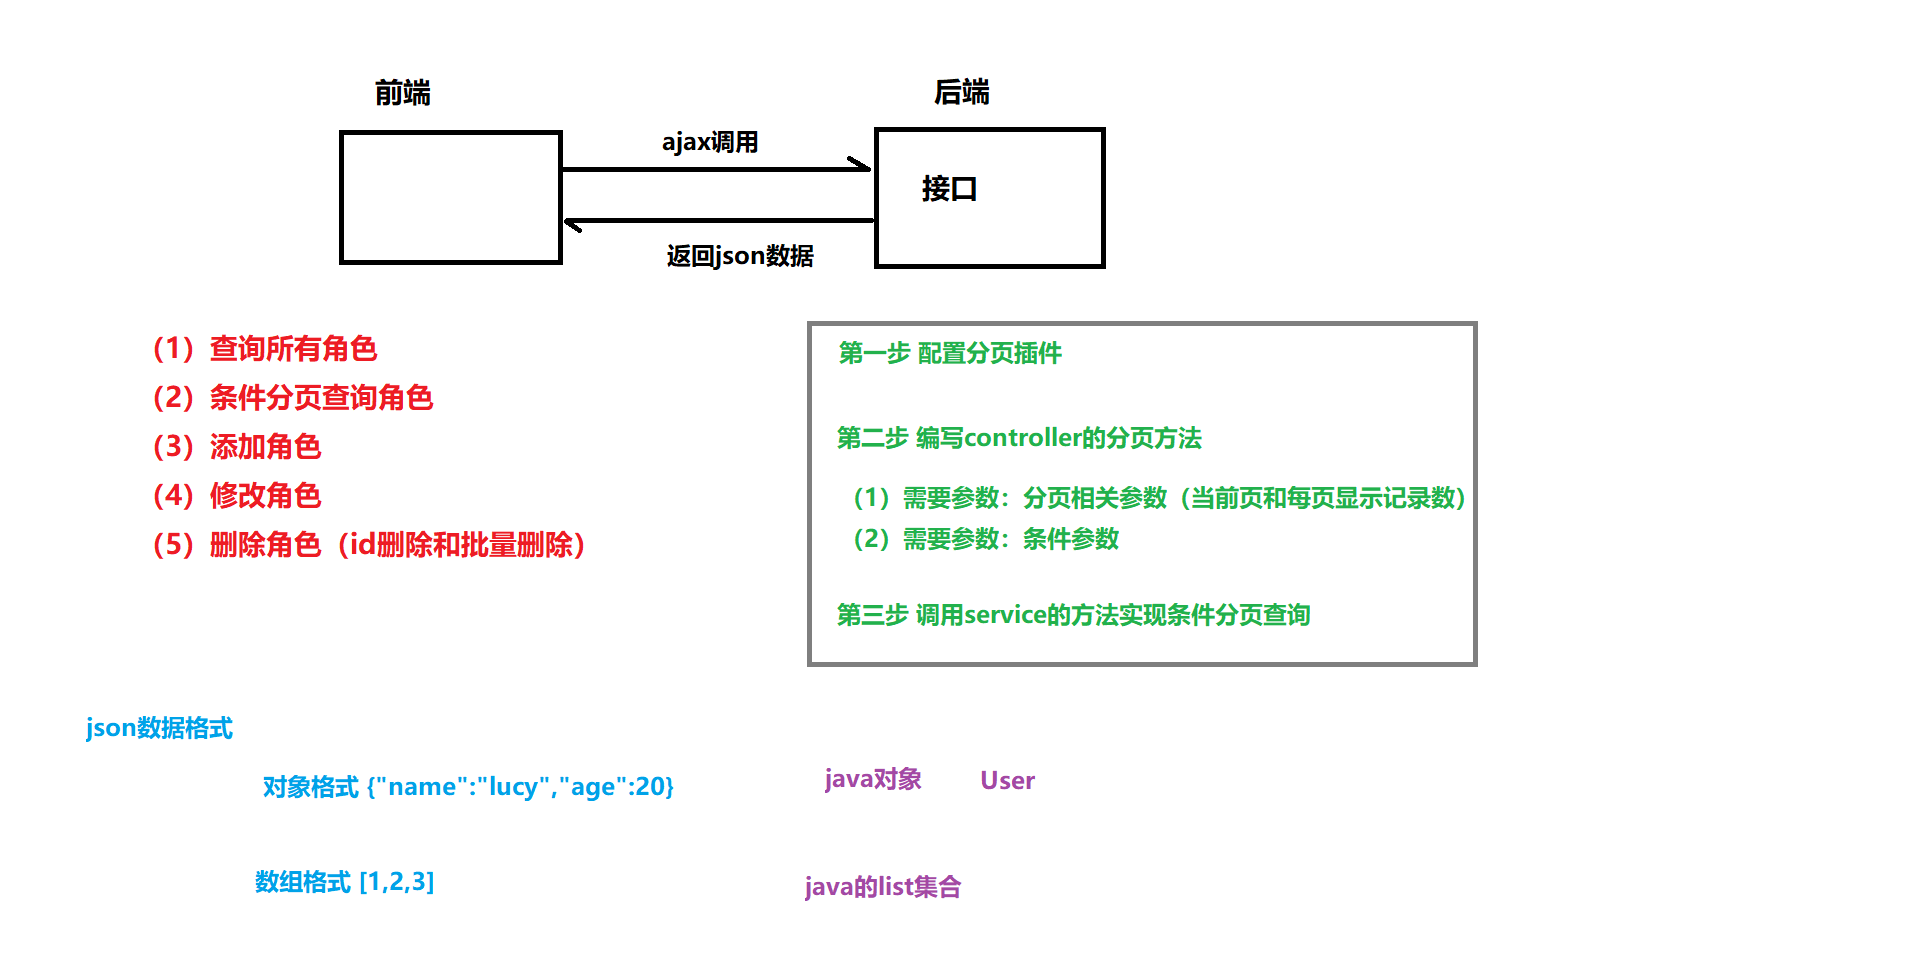 前端
后端
ajax调用
接口
返回json数据
（1）查询所有角色
（2）条件分页查询角色
（3）添加角色
（4）修改角色
（5）删除角色（id删除和批量删除）
第一步 配置分页插件
第二步 编写controller的分页方法
（1）需要参数：分页相关参数（当前页和每页显示记录数）
（2）需要参数：条件参数
第三步 调用service的方法实现条件分页查询
json数据格式
对象格式 {"name":"lucy","age":20}
java对象 User
数组格式 [1,2,3]
java的list集合